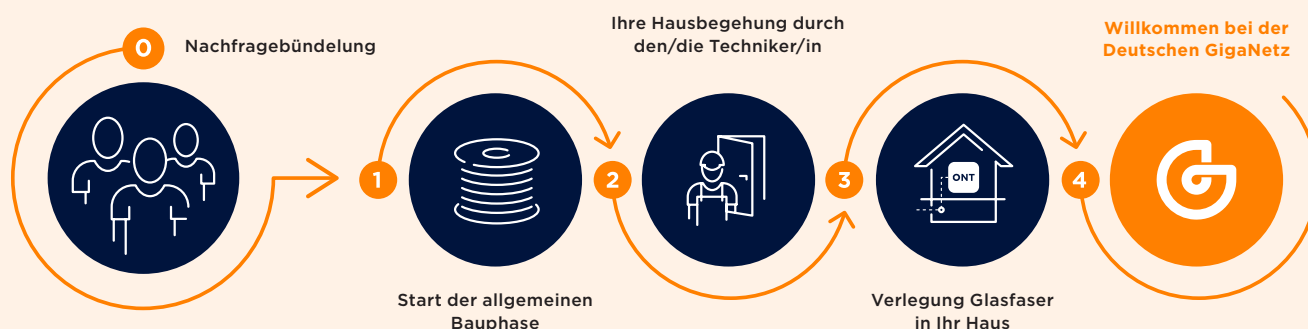 0
Nachfragebündelung
1
Start der allgemeinen
Bauphase
2
Ihre Hausbegehung durch
den/die Techniker/in
3
ONT
Verlegung Glasfaser
in Ihr Haus
4
Willkommen bei der
Deutschen GigaNetz